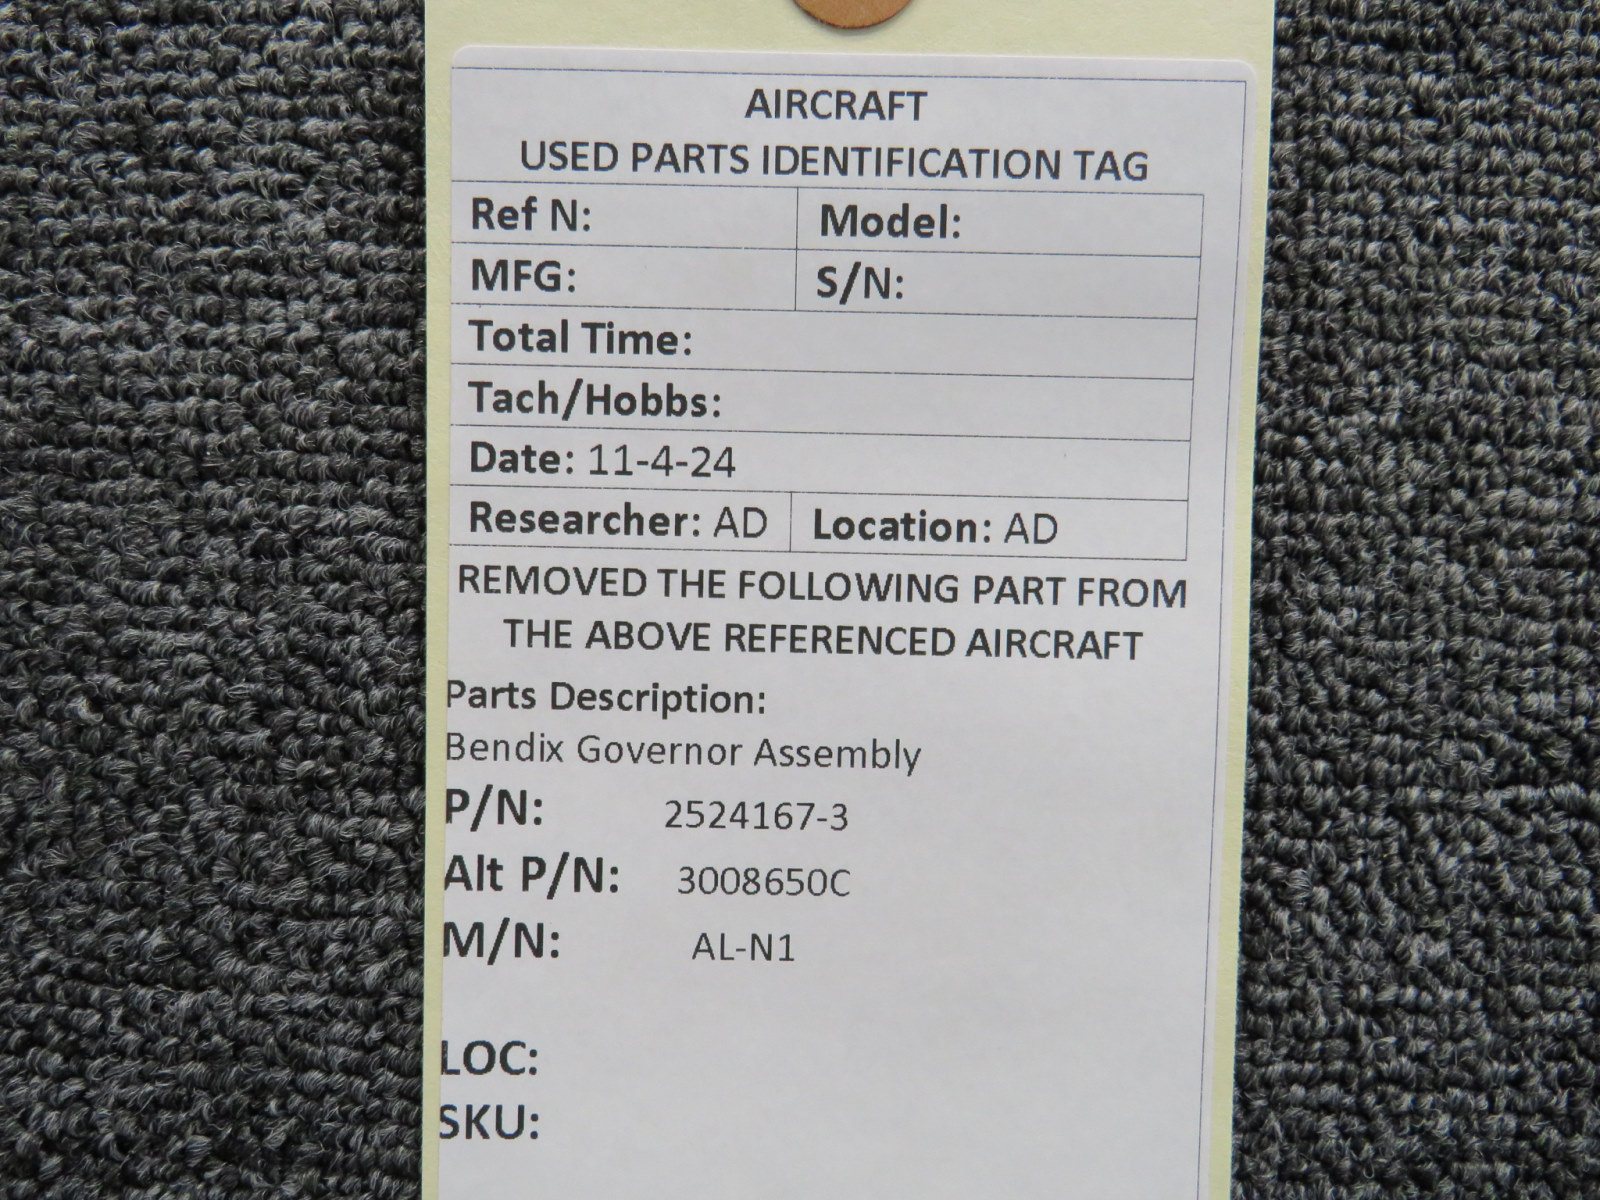 AIRCRAFT
USED PARTS IDENTIFICATION TAG
Ref N: Model:
MFG: S/N:
Total Time:
Tach/Hobbs:
Date: 11-4-24
Researcher: AD Location: AD
REMOVED THE FOLLOWING PART FROM
THE ABOVE REFERENCED AIRCRAFT
Parts Description:
Bendix Governor Assembly
P/N: 2524167-3
Alt P/N: 3008650C
M/N: AL-N1
LOC:
SKU: